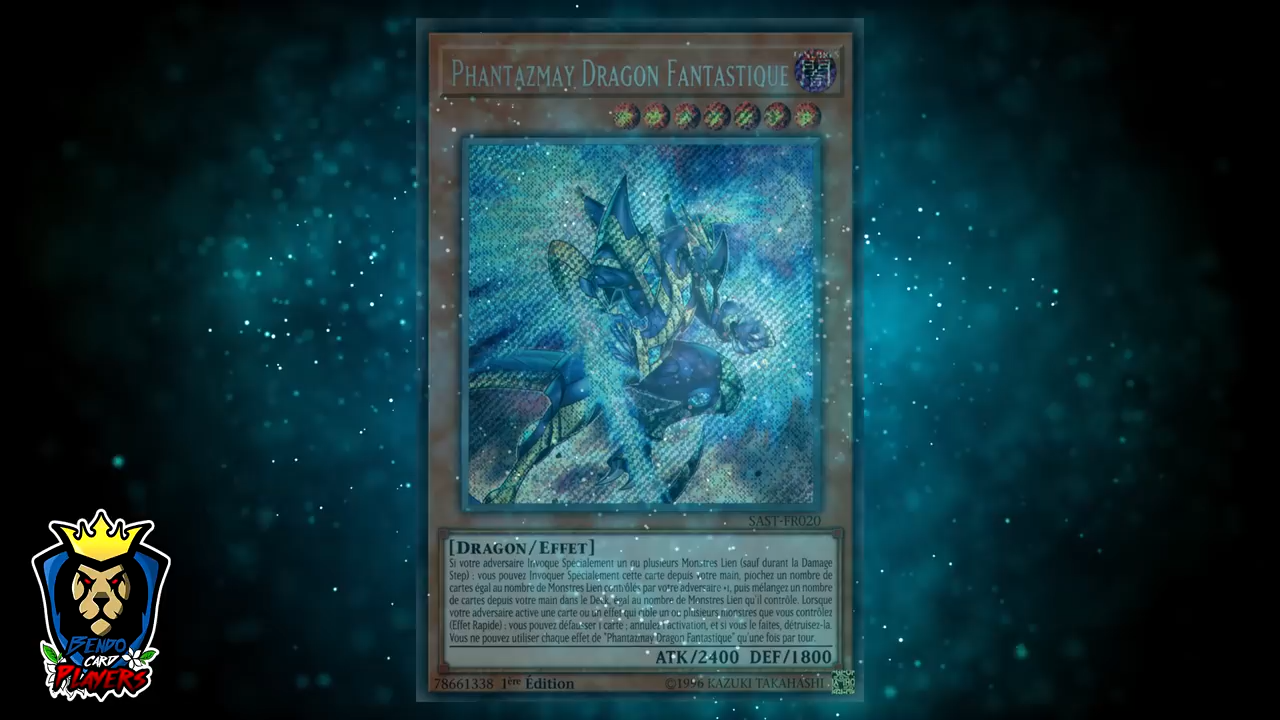 PHANTAZMAY DRAGON FANTASTIQUE
SAST-FR020
[DRAGON/EFFET]
Si votre adversaire Invoque Spécialement un ou plusieurs Monstres Lien (sauf durant la Damage
Step) : vous pouvez Invoquer Spécialement cette carte depuis votre main, piochez un nombre de
cartes égal au nombre de Monstres Lien contrôlés par votre adversaire +1, puis mélangez un nombre
de cartes depuis votre main dans le Deck, égal au nombre de Monstres Lien qu'il contrôle. Lorsque
votre adversaire active une carte ou un effet qui cible un ou plusieurs monstres que vous contrôlez
(Effet Rapide) : vous pouvez défausser 1 carte ; annulez l'activation, et si vous le faites, détruisez-la.
Vous ne pouvez utiliser chaque effet de "Phantazmay Dragon Fantastique" qu'une fois par tour.
ATK/2400 DEF/1800
78661338 1ère Édition
©1996 KAZUKI TAKAHASHI
BENDO
CARD
PLAYERS